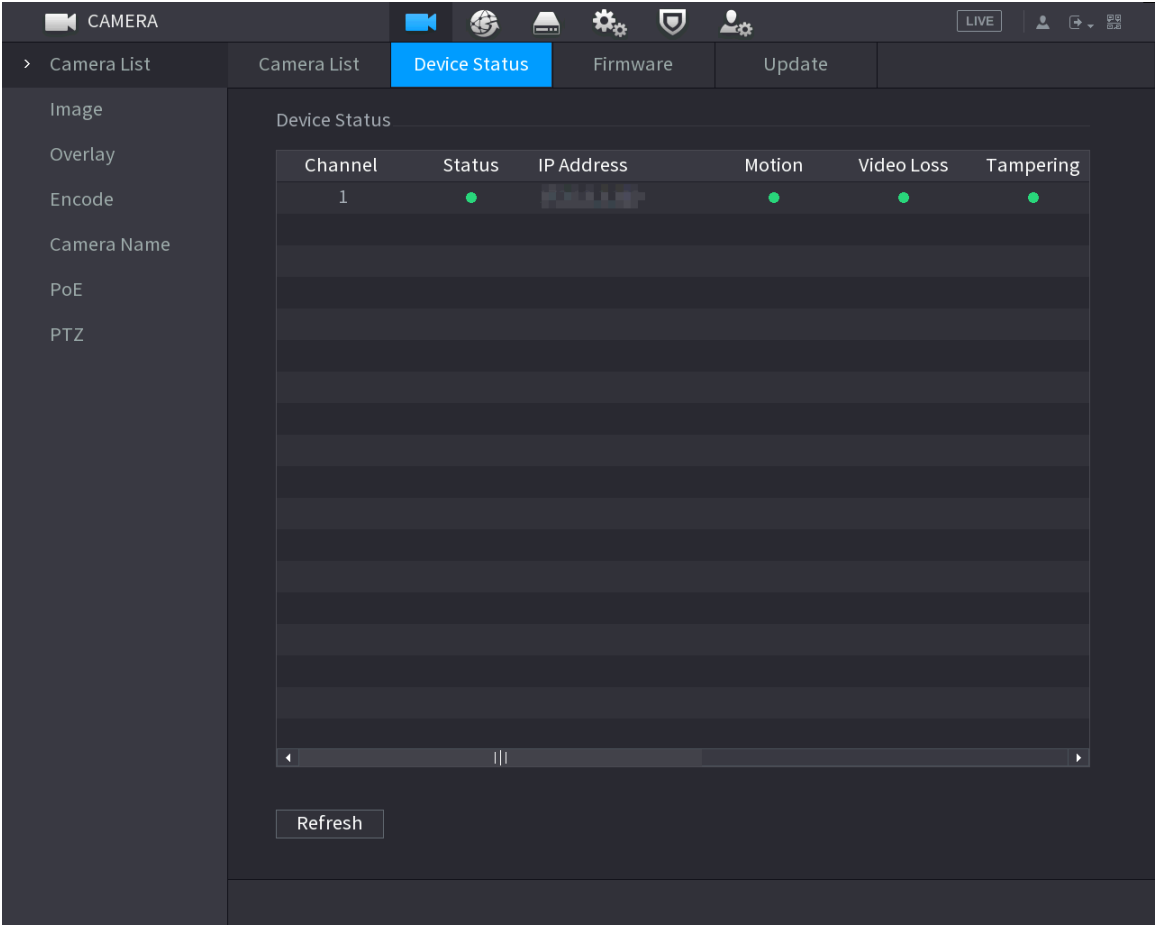 CAMERA LIVE
Camera List
Image
Overlay
Encode
Camera Name
PoE
PTZ
Camera List Device Status Firmware Update
Device Status
Channel Status IP Address Motion Video Loss Tampering
1
Refresh